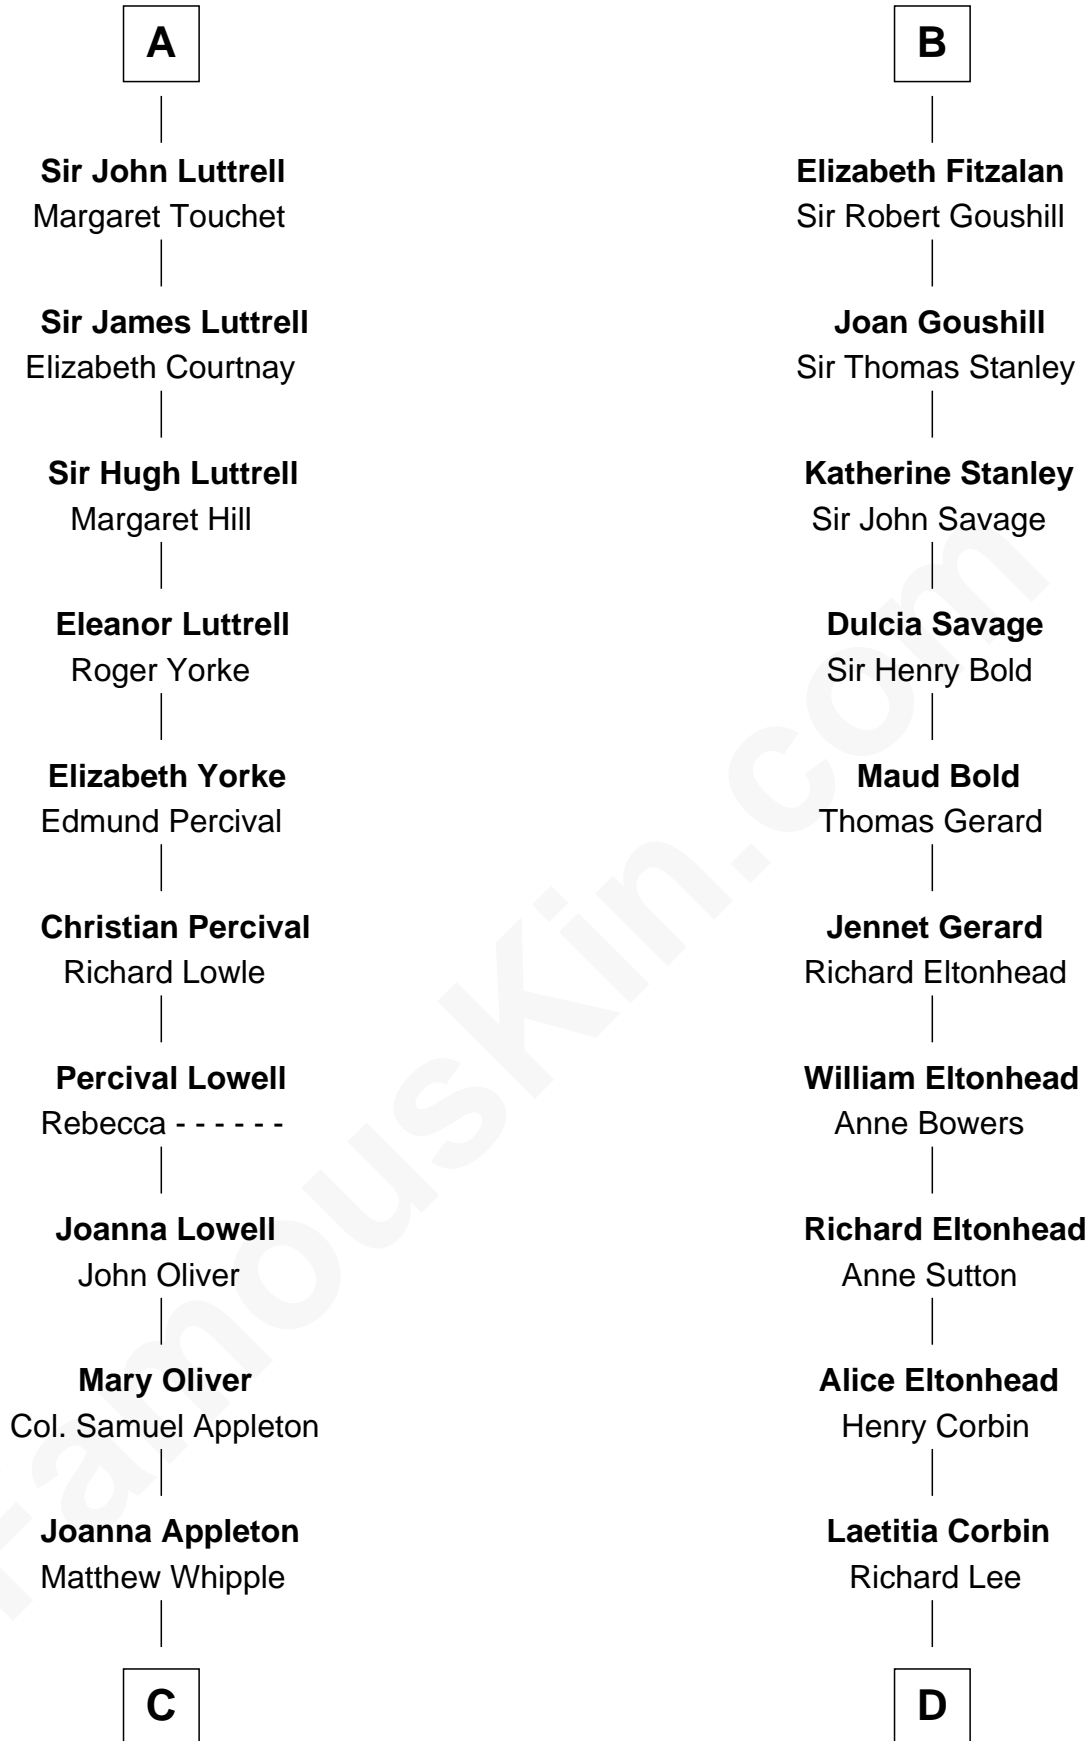 A
Sir John Luttrell
Margaret Touchet
Sir James Luttrell
Elizabeth Courtnay
Sir Hugh Luttrell
Margaret Hill
Eleanor Luttrell
Roger Yorke
Elizabeth Yorke
Edmund Percival
Christian Percival
Richard Lowle
Percival Lowell
Rebecca - - - - - -
Joanna Lowell
John Oliver
Mary Oliver
Col. Samuel Appleton
Joanna Appleton
Matthew Whipple
C
B
Elizabeth Fitzalan
Sir Robert Goushill
Joan Goushill
Sir Thomas Stanley
Katherine Stanley
Sir John Savage
Dulcia Savage
Sir Henry Bold
Maud Bold
Thomas Gerard
Jennet Gerard
Richard Eltonhead
William Eltonhead
Anne Bowers
Richard Eltonhead
Anne Sutton
Alice Eltonhead
Henry Corbin
Laetitia Corbin
Richard Lee
D
FamousKin.com